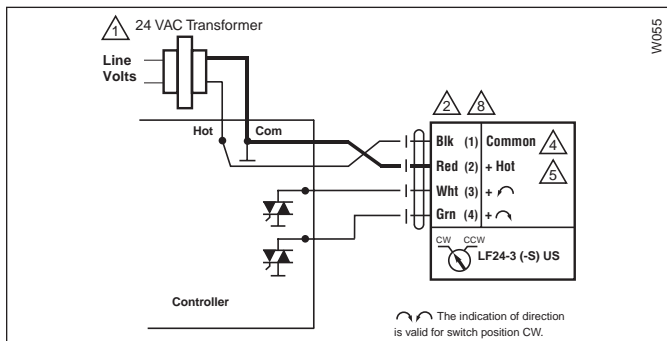 1 24 VAC Transformer
W055
Line
Volts
2 8
Hot Com
Blk (1) Common 4
Red (2) + Hot 5
Wht (3) +
Grn (4) +
CW CCW
LF24-3 (-S) US
Controller
The indication of direction
is valid for switch position CW.